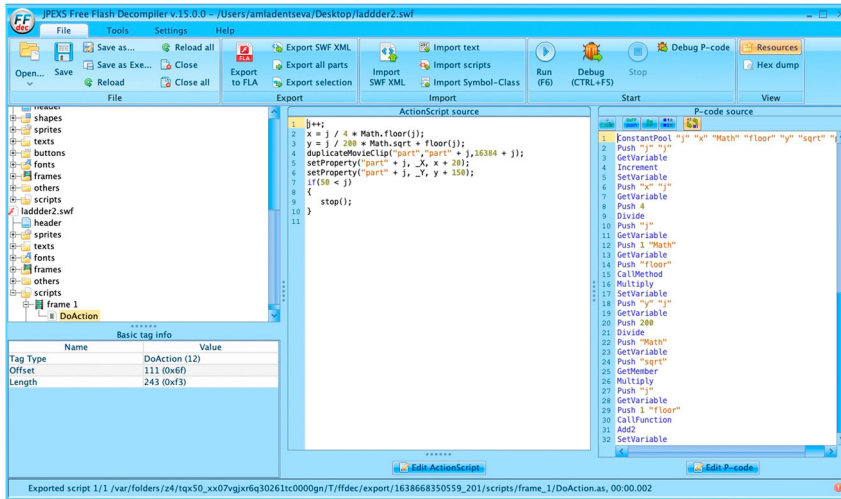 JPEXS Free Flash Decompiler v.15.0.0 - /Users/amladentseva/Desktop/laddder2.swf
FF
dec
File Tools Settings Help
Open...
Save
Save as...
Save as Exe...
Reload
Reload all
Close
Close all
File
FLA
Export
to FLA
Export SWF XML
Export all parts
Export selection
Export
Import
SWF XML
Import text
Import scripts
Import Symbol-Class
Import
Run
(F6)
Debug
(CTRL+F5)
Stop
Debug P-code
Start
Resources
Hex dump
View
header
shapes
sprites
texts
buttons
fonts
frames
others
scripts
laddder2.swf
header
sprites
texts
fonts
frames
others
scripts
frame 1
DoAction
Basic tag info
Name Value
Tag Type DoAction (12)
Offset 111 (0x6f)
Length 243 (0xf3)
ActionScript source
1 j++;
2 x = j / 4 * Math.floor(j);
3 y = j / 200 * Math.sqrt + floor(j);
4 duplicateMovieClip("part","part" + j,16384 + j);
5 setProperty("part" + j, _X, x + 20);
6 setProperty("part" + j, _Y, y + 150);
7 if(50 < j)
8 {
9 stop();
10 }
11
Edit ActionScript
P-code source
1 ConstantPool "j" "x" "Math" "floor" "y" "sqrt"
2 Push "j" "j"
3 GetVariable
4 Increment
5 SetVariable
6 Push "x" "j"
7 GetVariable
8 Push 4
9 Divide
10 Push "j"
11 GetVariable
12 Push 1 "Math"
13 GetVariable
14 Push "floor"
15 CallMethod
16 Multiply
17 SetVariable
18 Push "y" "j"
19 GetVariable
20 Push 200
21 Divide
22 Push "Math"
23 GetVariable
24 Push "sqrt"
25 GetMember
26 Multiply
27 Push "j"
28 GetVariable
29 Push 1 "floor"
30 CallFunction
31 Add2
32 SetVariable
Edit P-code
Exported script 1/1 /var/folders/z4/tqx50_xx07vgjxr6q30261tc0000gn/T/ffdec/export/1638668350559_201/scripts/frame_1/DoAction.as, 00:00.002